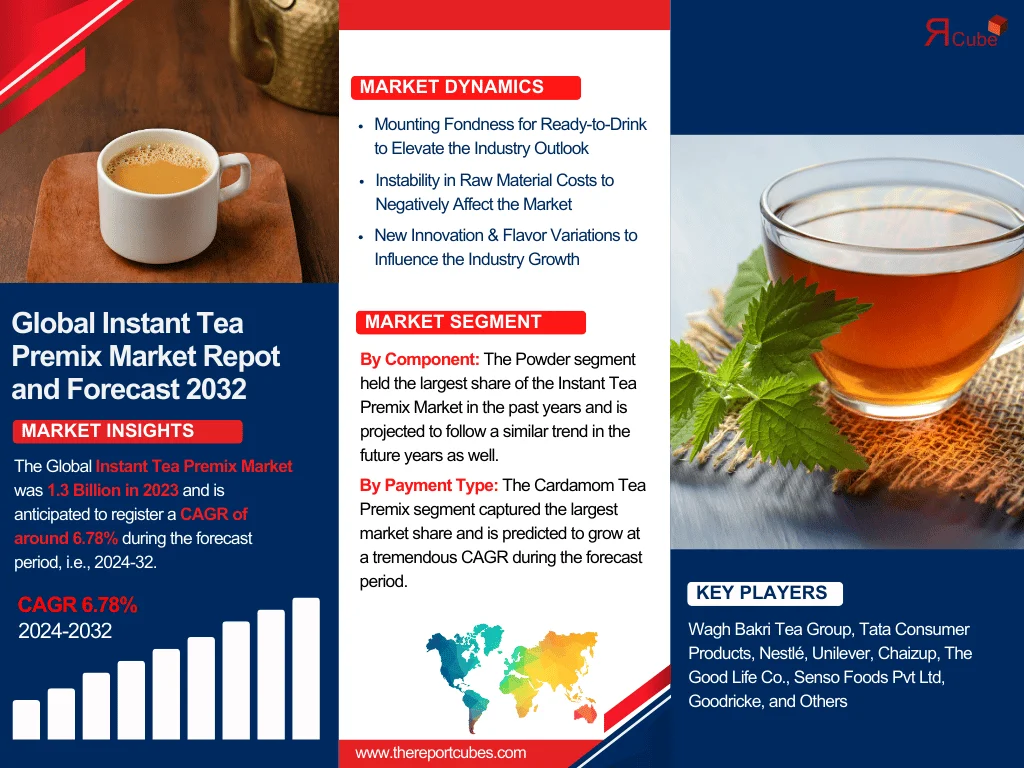 Global Instant Tea
Premix Market Repot
and Forecast 2032
MARKET INSIGHTS
The Global Instant Tea Premix Market
was 1.3 Billion in 2023 and is
anticipated to register a CAGR of
around 6.78% during the forecast
period, i.e., 2024-32.
CAGR 6.78%
2024-2032
MARKET DYNAMICS
• Mounting Fondness for Ready-to-Drink
to Elevate the Industry Outlook
• Instability in Raw Material Costs to
Negatively Affect the Market
• New Innovation & Flavor Variations to
Influence the Industry Growth
MARKET SEGMENT
By Component: The Powder segment
held the largest share of the Instant Tea
Premix Market in the past years and is
projected to follow a similar trend in the
future years as well.
By Payment Type: The Cardamom Tea
Premix segment captured the largest
market share and is predicted to grow at
a tremendous CAGR during the forecast
period.
www.thereportcubes.com
Я Cube
KEY PLAYERS
Wagh Bakri Tea Group, Tata Consumer
Products, Nestlé, Unilever, Chaizup, The
Good Life Co., Senso Foods Pvt Ltd,
Goodricke, and Others